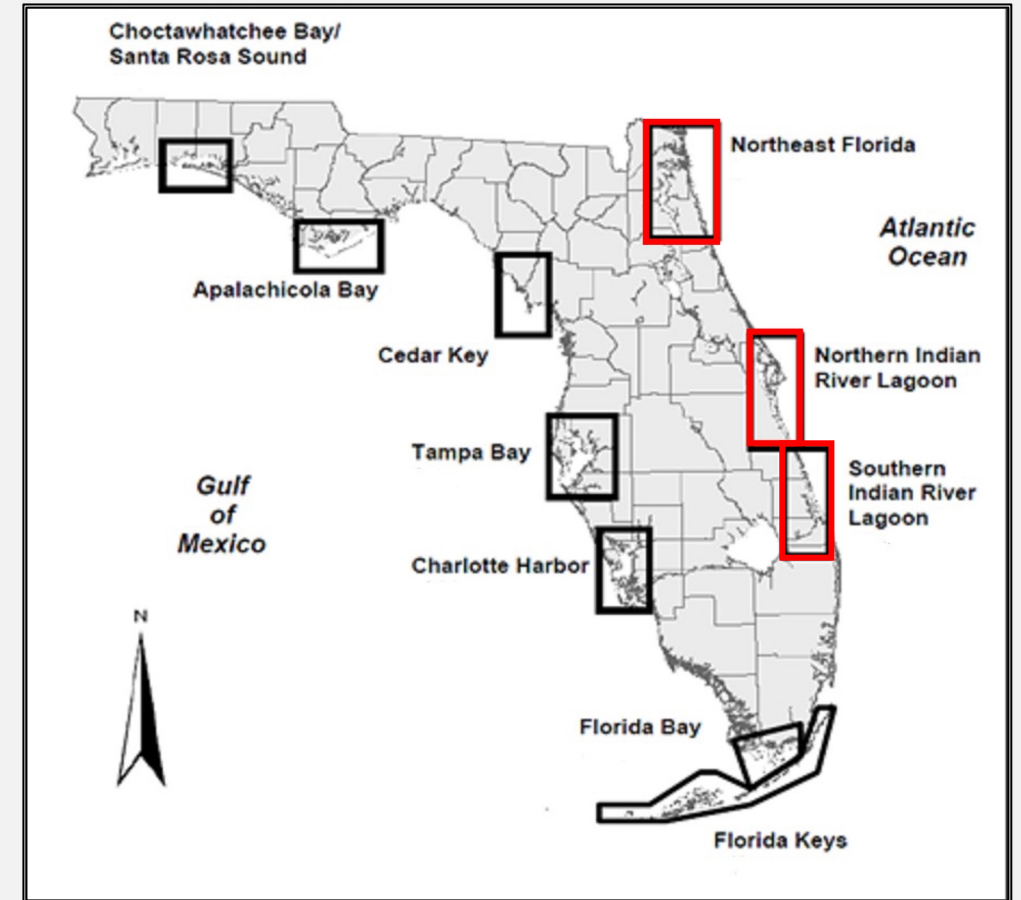 Choctawhatchee Bay/
Santa Rosa Sound
Northeast Florida
Atlantic
Ocean
Apalachicola Bay
Cedar Key
Northern Indian
River Lagoon
Tampa Bay
Southern
Indian River
Lagoon
Gulf
of
Mexico
Charlotte Harbor
N
Florida Bay
Florida Keys